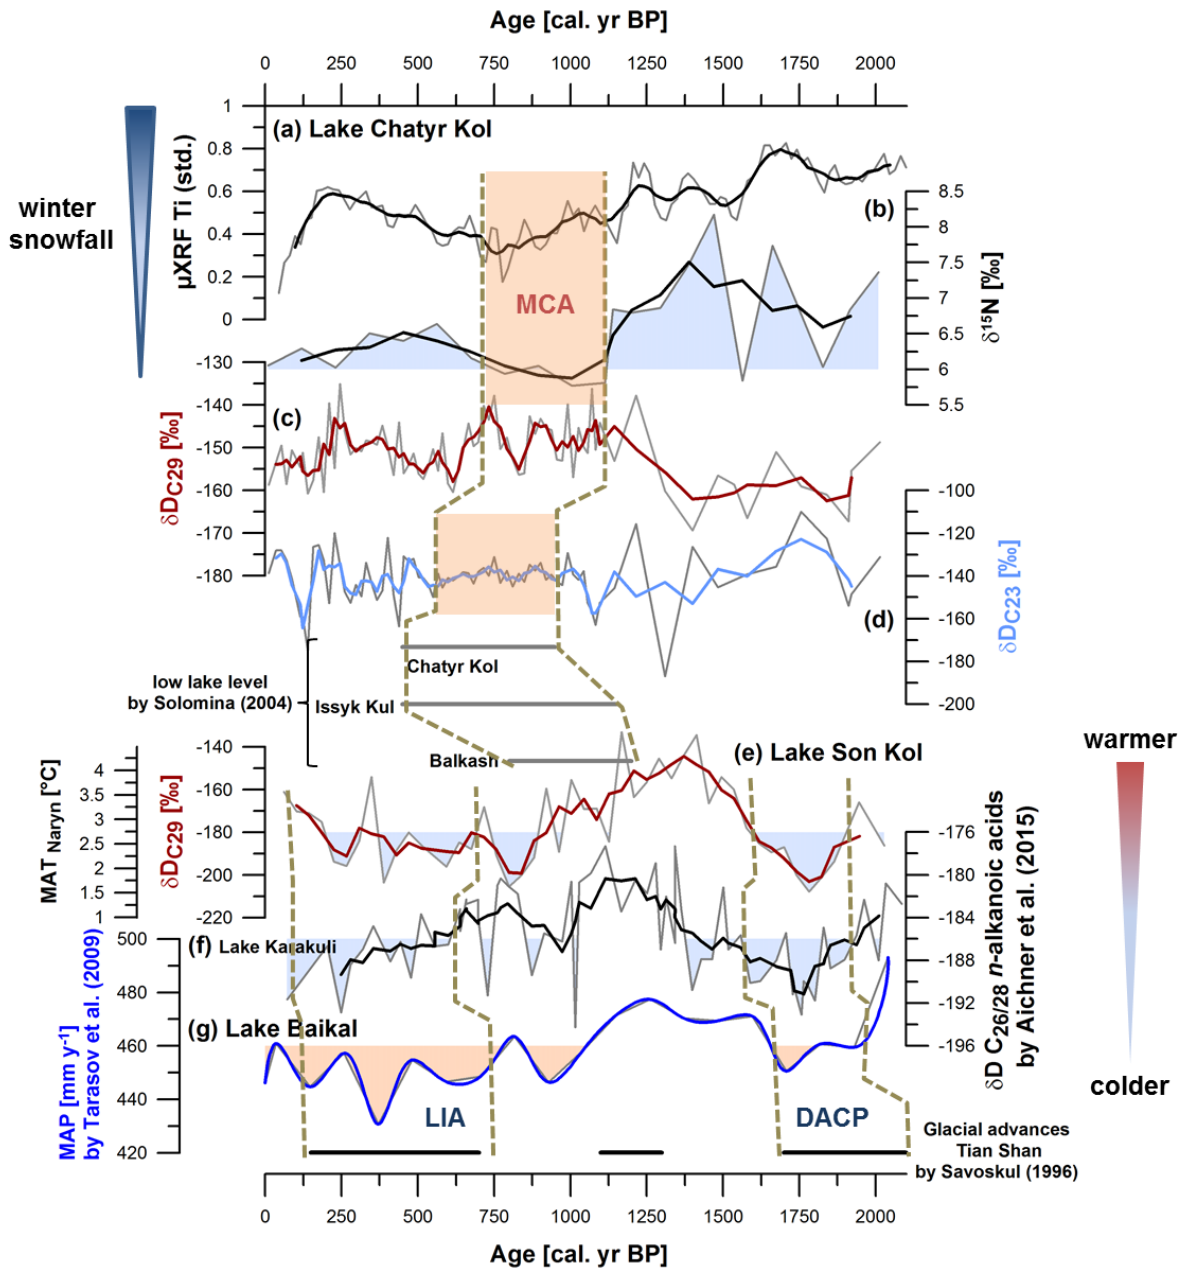 Age [cal. yr BP]
0 250 500 750 1000 1250 1500 1750 2000
winter
snowfall
µXRF Ti (std.)
1
0.8
0.6
0.4
0.2
0
(a) Lake Chatyr Kol
(b)
8.5
8
7.5
7
6.5
6
5.5
δ15N [‰]
MCA
δDC29 [‰]
-130
-140
-150
-160
-170
-180
(c)
-100
-120
-140
-160
-180
-200
δDC23 [‰]
(d)
Chatyr Kol
low lake level
by Solomina (2004)
Issyk Kul
Balkash
(e) Lake Son Kol
MAT Naryn [°C]
4
3.5
3
2.5
2
1.5
1
δDC29 [‰]
-140
-160
-180
-200
-220
-176
-180
-184
-188
-192
-196
δD C26/28 n-alkanoic acids
by Aichner et al. (2015)
warmer
colder
(f) Lake Karakuli
MAP [mm y-1]
by Tarasov et al. (2009)
500
480
460
440
420
(g) Lake Baikal
LIA
DACP
Glacial advances
Tian Shan
by Savoskul (1996)
0 250 500 750 1000 1250 1500 1750 2000
Age [cal. yr BP]